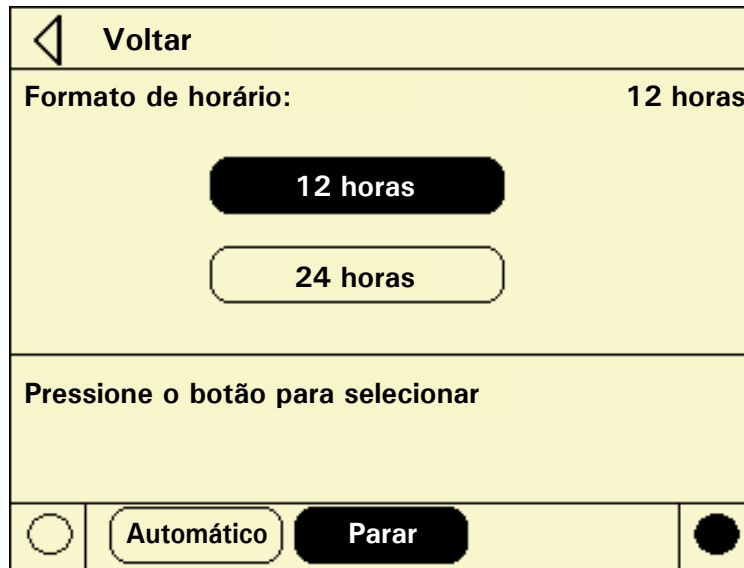 Voltar
Formato de horário: 12 horas
12 horas
24 horas
Pressione o botão para selecionar
Automático Parar